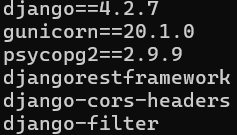 django==4.2.7
gunicorn==20.1.0
psycopg2==2.9.9
djangorestframework
django-cors-headers
django-filter